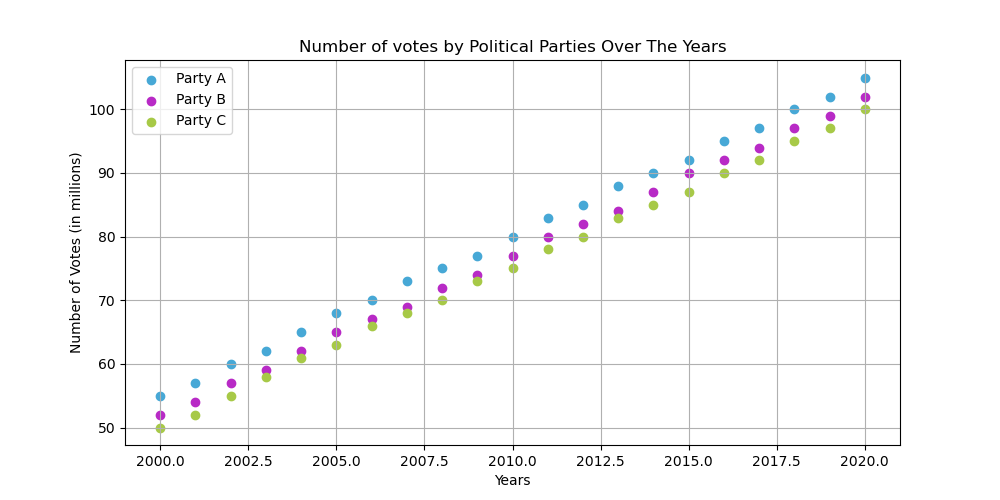 Number of votes by Political Parties Over The Years
Party A
Party B
Party C
Number of Votes (in millions)
100
90
80
70
60
50
2000.0 2002.5 2005.0 2007.5 2010.0 2012.5 2015.0 2017.5 2020.0
Years